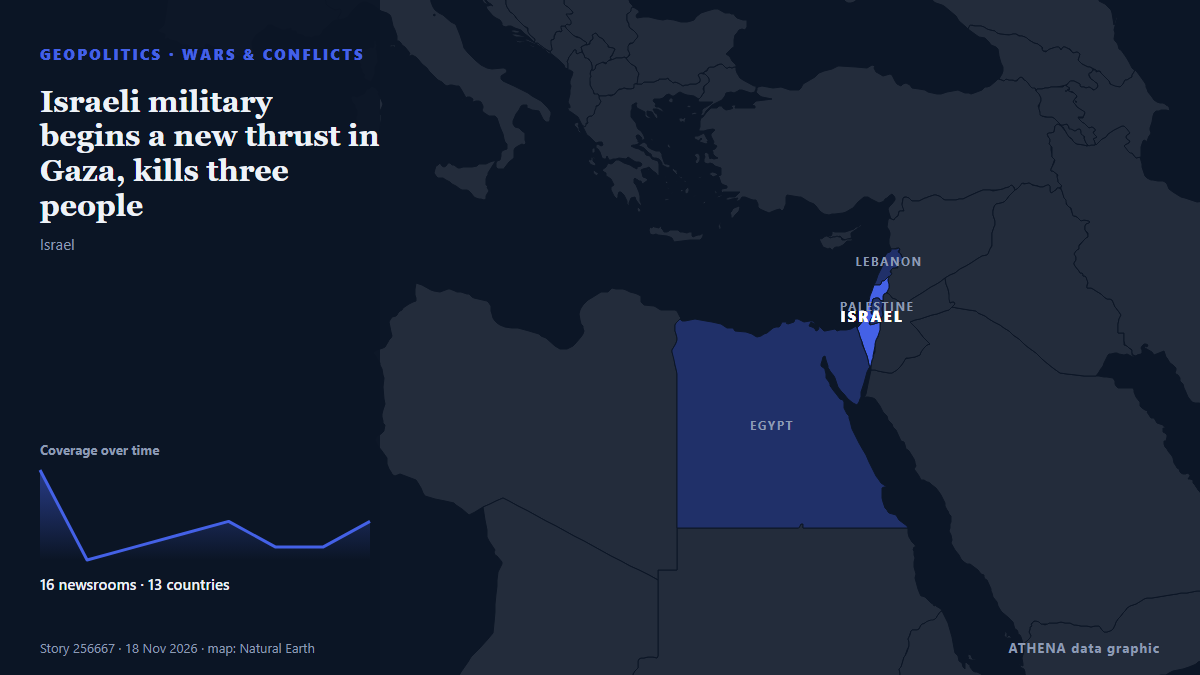 GEOPOLITICS · WARS & CONFLICTS
Israeli military
begins a new thrust in
Gaza, kills three
people
Israel
LEBANON
PALESTINE
ISRAEL
EGYPT
Coverage over time
16 newsrooms · 13 countries
Story 256667 · 18 Nov 2026 · map: Natural Earth
ATHENA data graphic